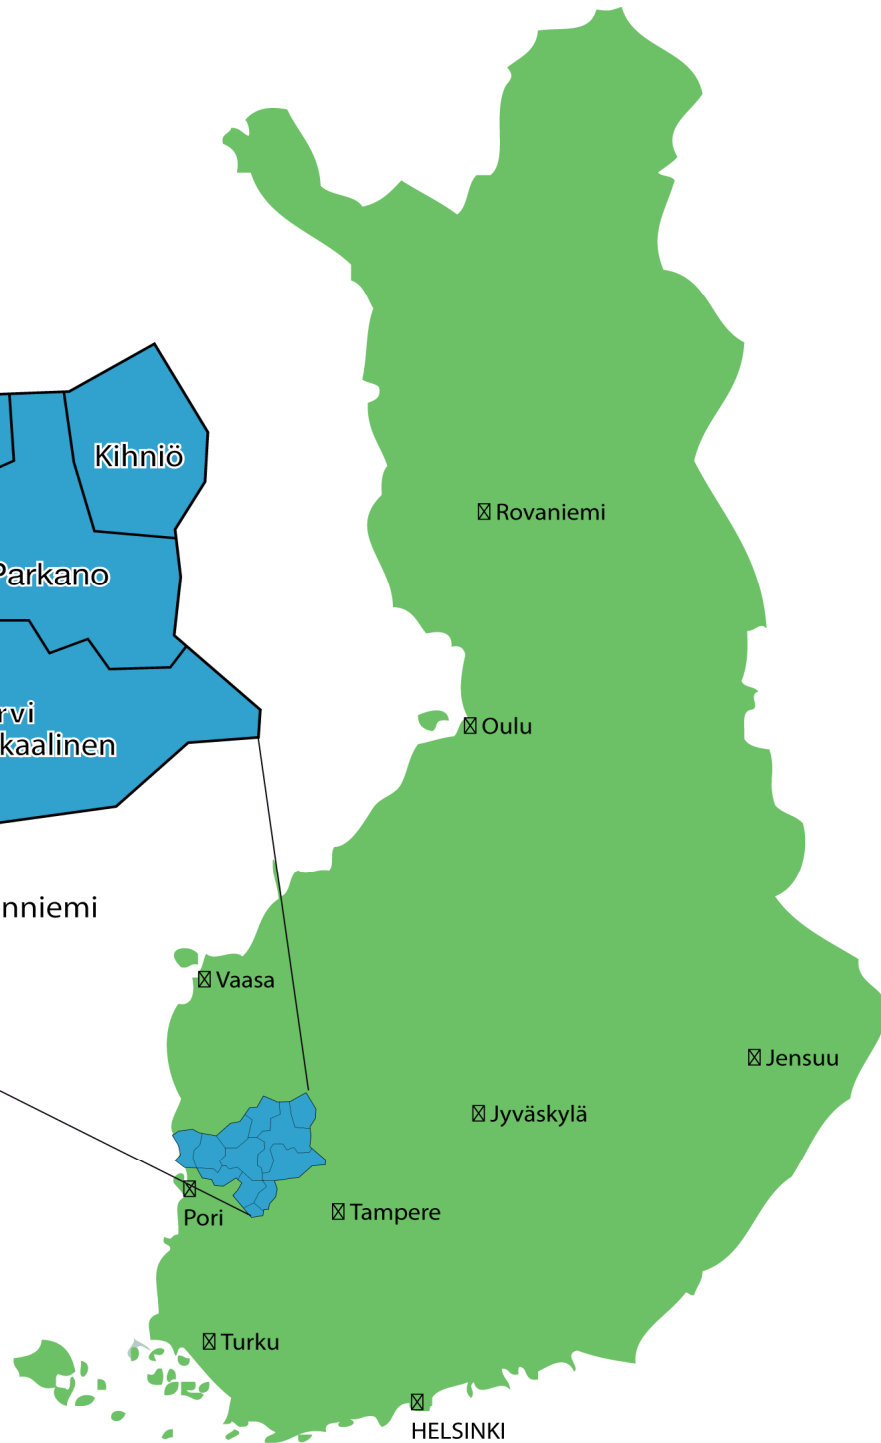 Kihniö
Parkano
rvi
kaalinen
nniemi
Rovaniemi
Oulu
Vaasa
Jensuu
Jyväskylä
Pori
Tampere
Turku
HELSINKI